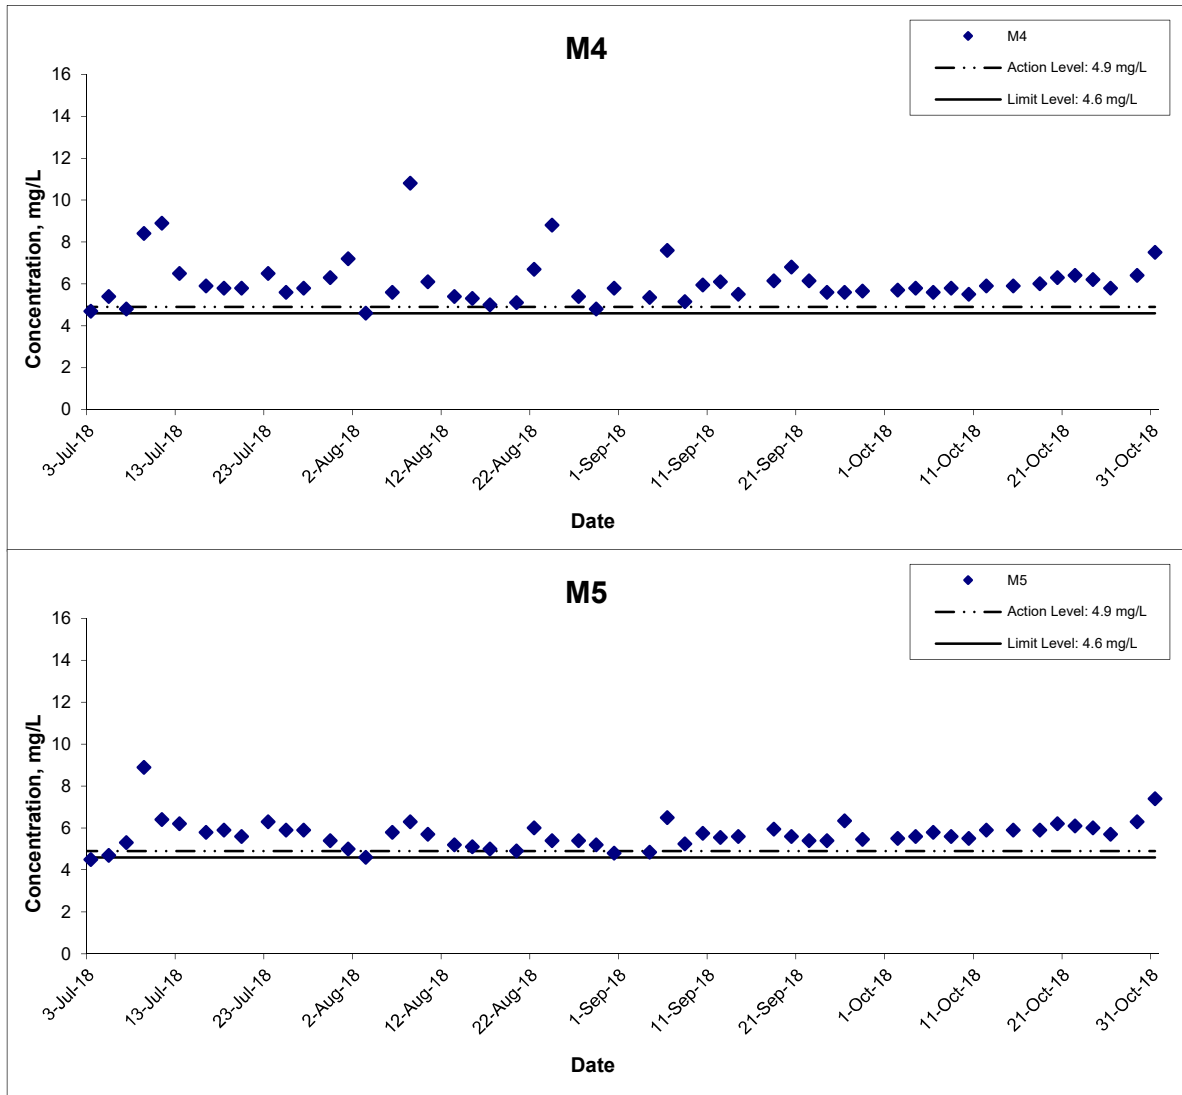 M4
M4
Action Level: 4.9 mg/L
Limit Level: 4.6 mg/L
Concentration, mg/L
16
14
12
10
8
6
4
2
0
3-Jul-18
13-Jul-18
23-Jul-18
2-Aug-18
12-Aug-18
22-Aug-18
1-Sep-18
11-Sep-18
21-Sep-18
1-Oct-18
11-Oct-18
21-Oct-18
31-Oct-18
Date
M5
M5
Action Level: 4.9 mg/L
Limit Level: 4.6 mg/L
Concentration, mg/L
16
14
12
10
8
6
4
2
0
3-Jul-18
13-Jul-18
23-Jul-18
2-Aug-18
12-Aug-18
22-Aug-18
1-Sep-18
11-Sep-18
21-Sep-18
1-Oct-18
11-Oct-18
21-Oct-18
31-Oct-18
Date